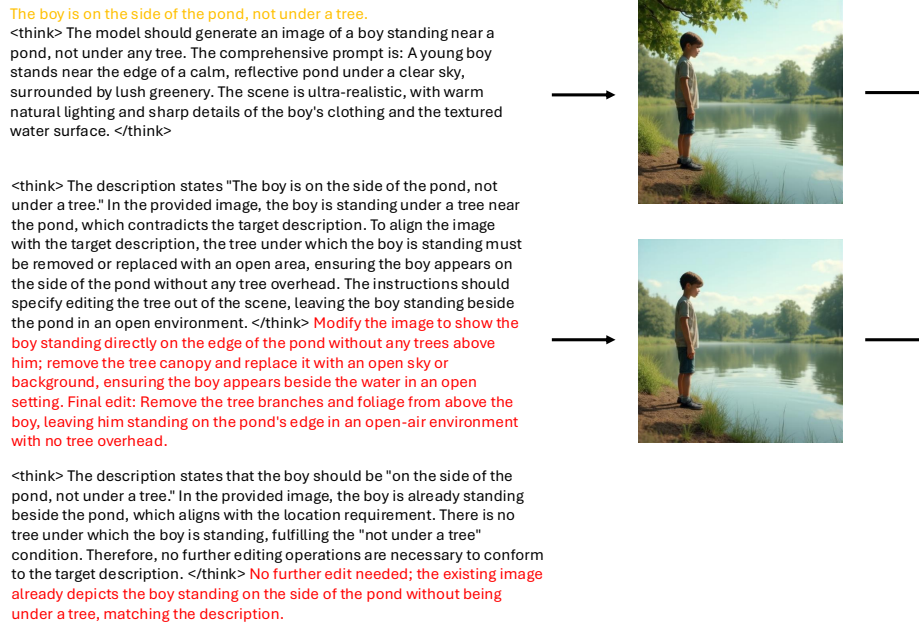 The boy is on the side of the pond, not under a tree.
<think> The model should generate an image of a boy standing near a
pond, not under any tree. The comprehensive prompt is: A young boy
stands near the edge of a calm, reflective pond under a clear sky,
surrounded by lush greenery. The scene is ultra-realistic, with warm
natural lighting and sharp details of the boy's clothing and the textured
water surface. </think>
<think> The description states "The boy is on the side of the pond, not
under a tree." In the provided image, the boy is standing under a tree near
the pond, which contradicts the target description. To align the image
with the target description, the tree under which the boy is standing must
be removed or replaced with an open area, ensuring the boy appears on
the side of the pond without any tree overhead. The instructions should
specify editing the tree out of the scene, leaving the boy standing beside
the pond in an open environment. </think> Modify the image to show the
boy standing directly on the edge of the pond without any trees above
him; remove the tree canopy and replace it with an open sky or
background, ensuring the boy appears beside the water in an open
setting. Final edit: Remove the tree branches and foliage from above the
boy, leaving him standing on the pond's edge in an open-air environment
with no tree overhead.
<think> The description states that the boy should be "on the side of the
pond, not under a tree." In the provided image, the boy is already standing
beside the pond, which aligns with the location requirement. There is no
tree under which the boy is standing, fulfilling the "not under a tree"
condition. Therefore, no further editing operations are necessary to conform
to the target description. </think> No further edit needed; the existing image
already depicts the boy standing on the side of the pond without being
under a tree, matching the description.